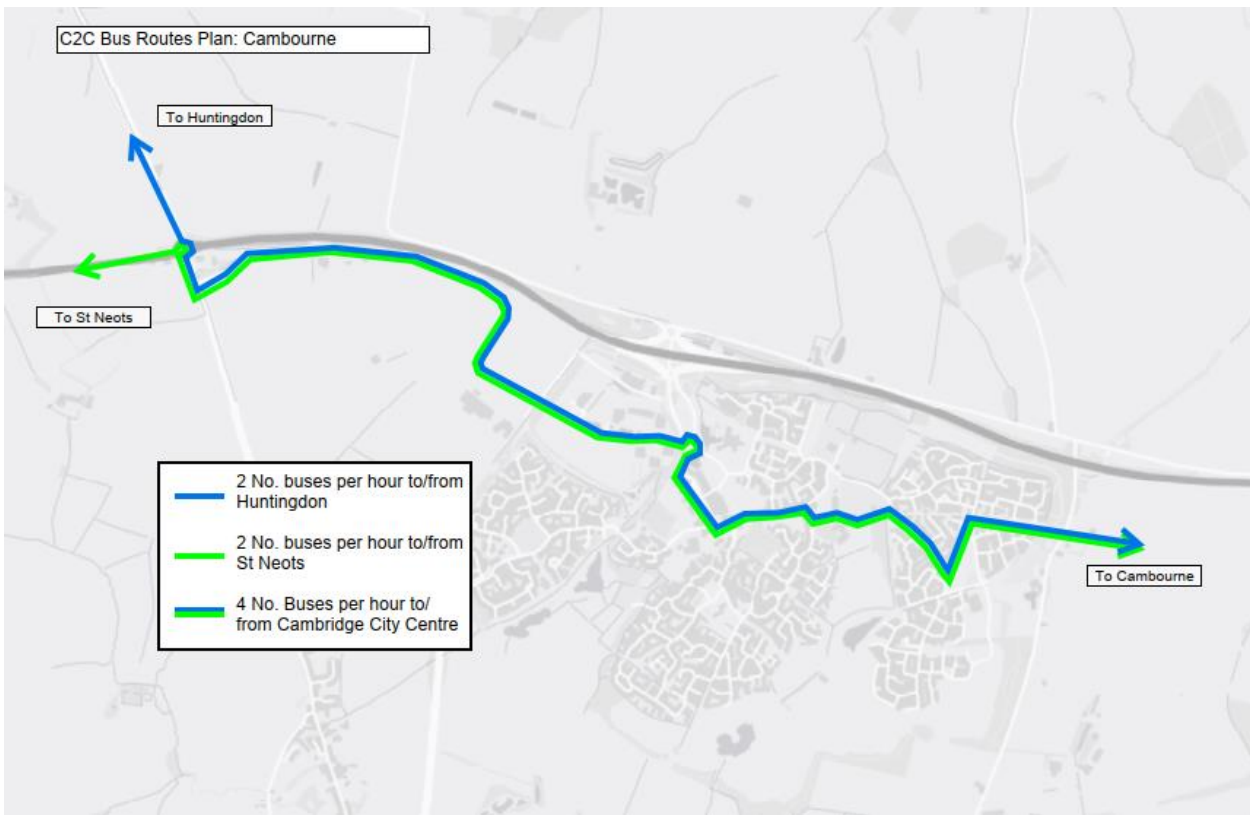 C2C Bus Routes Plan: Cambourne
To Huntingdon
To St Neots
2 No. buses per hour to/from
Huntingdon
2 No. buses per hour to/from
St Neots
4 No. Buses per hour to/
from Cambridge City Centre
To Cambourne